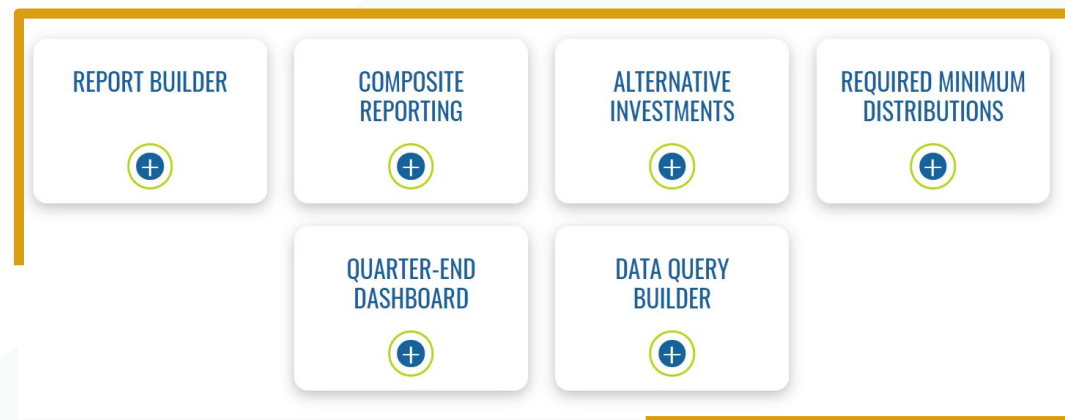 REPORT BUILDER
COMPOSITE
REPORTING
ALTERNATIVE
INVESTMENTS
REQUIRED MINIMUM
DISTRIBUTIONS
QUARTER-END
DASHBOARD
DATA QUERY
BUILDER